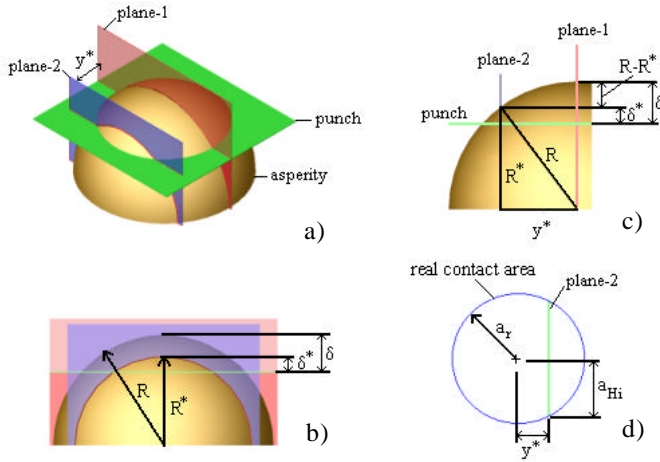 plane-1
plane-2
y*
punch
asperity
a)
plane-1
plane-2
R-R*
δ
δ*
punch
R
R*
y*
c)
δ
δ*
R
R*
b)
real contact area
plane-2
a_r
a_Hi
y*
d)